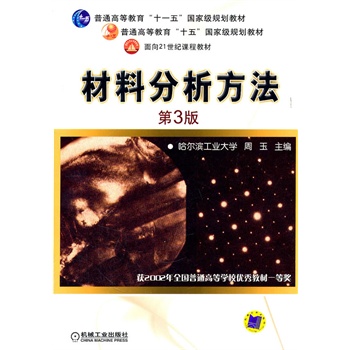 普通高等教育“十一五”国家级规划教材
普通高等教育“十五”国家级规划教材
面向21世纪课程教材
材料分析方法
第3版
哈尔滨工业大学 周玉 主编
获2002年全国普通高等学校优秀教材一等奖
机械工业出版社
CHINA MACHINE PRESS